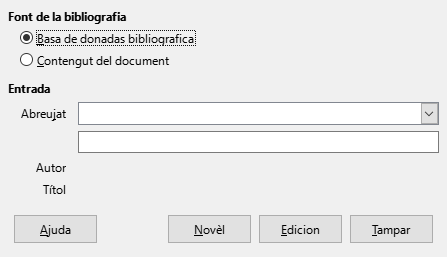 Font de la bibliografia
Basa de donadas bibliografica
Contengut del document
Entrada
Abreujat
Autor
Títol
Ajuda Novèl Edicion Tampar